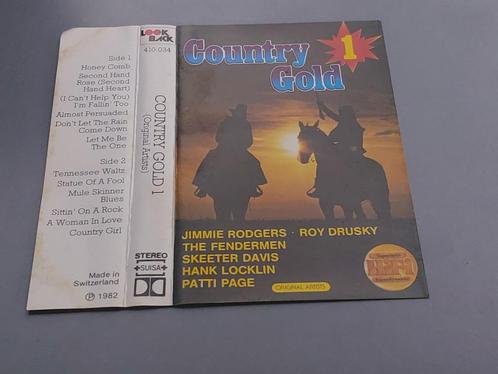 LOOK
BACK
410.034
Side 1
Honey Comb
Second Hand
Rose (Second
Hand Heart)
(I Can't Help You)
I'm Fallin' Too
Almost Persuaded
Don't Let The Rain
Come Down
Let Me Be
The One
Side 2
Tennessee Waltz
Statue Of A Fool
Mule Skinner
Blues
Sittin' On A Rock
A Woman In Love
Country Girl
Made in
Switzerland
℗ 1982
COUNTRY GOLD 1
(Original Artists)
STEREO
SUISA
Country
Gold
1
JIMMIE RODGERS · ROY DRUSKY
THE FENDERMEN
SKEETER DAVIS
HANK LOCKLIN
PATTI PAGE
ORIGINAL ARTISTS
HiFi